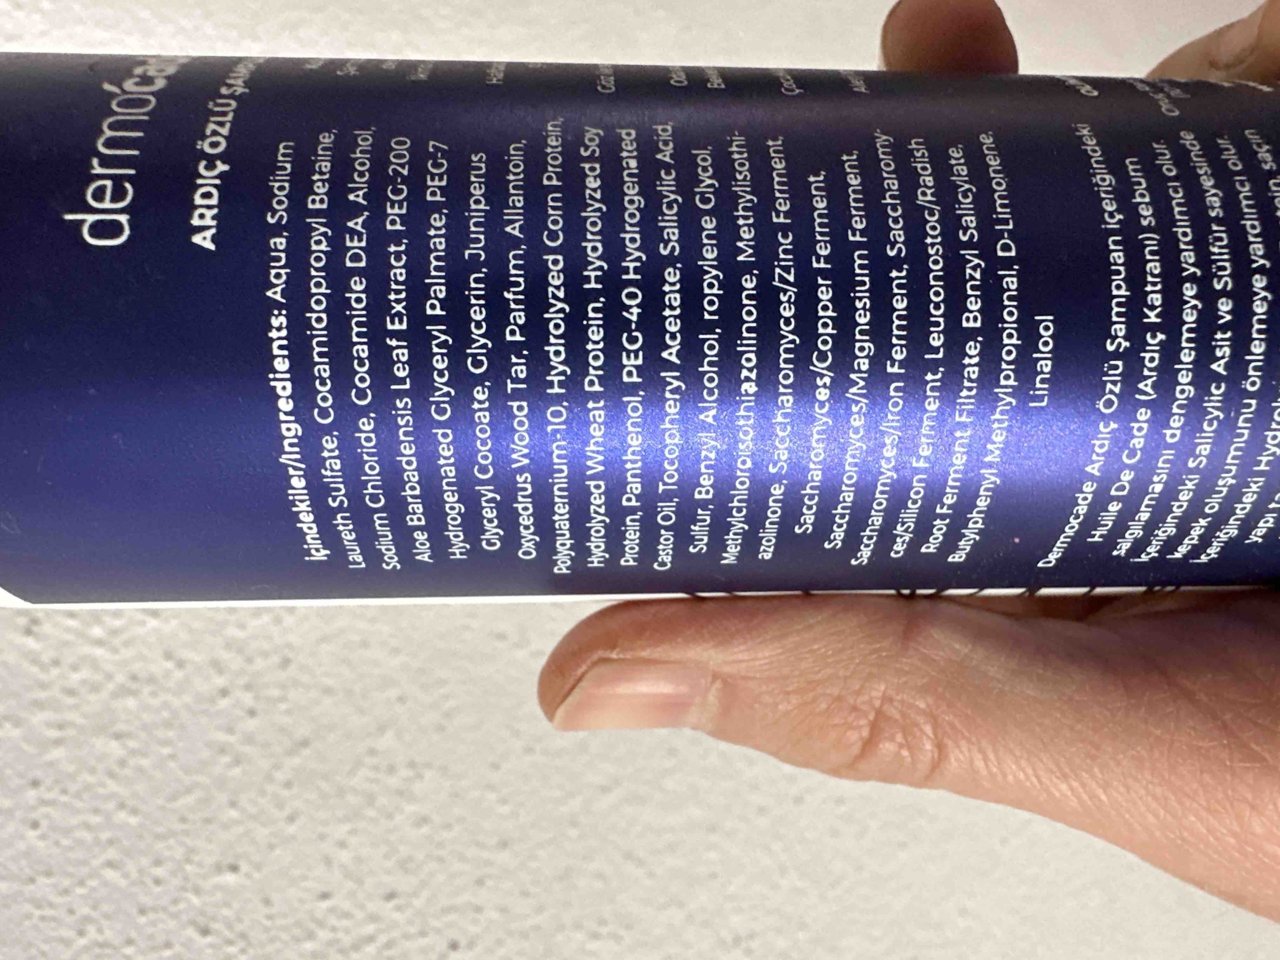 dermo
ARDIÇ ÖZLÜ
İçindekiler/Ingredients: Aqua, Sodium
Laureth Sulfate, Cocamidopropyl Betaine,
Sodium Chloride, Cocamide DEA, Alcohol,
Aloe Barbadensis Leaf Extract, PEG-200
Hydrogenated Glyceryl Palmate, PEG-7
Glyceryl Cocoate, Glycerin, Juniperus
Oxycedrus Wood Tar, Parfum, Allantoin,
Polyquaternium-10, Hydrolyzed Corn Protein,
Hydrolyzed Wheat Protein, Hydrolyzed Soy
Protein, Panthenol, PEG-40 Hydrogenated
Castor Oil, Tocopheryl Acetate, Salicylic Acid,
Sulfur, Benzyl Alcohol, ropylene Glycol,
Methylchloroisothiazolinone, Methylisothi-
azolinone, Saccharomyces/Zinc Ferment,
Saccharomyces/Copper Ferment,
Saccharomyces/Magnesium Ferment,
Saccharomyces/Iron Ferment, Saccharomy-
ces/Silicon Ferment, Leuconostoc/Radish
Root Ferment Filtrate, Benzyl Salicylate,
Butylphenyl Methylpropional, D-Limonene,
Linalool
Dermocade Ardıç Özlü Şampuan içeriğindeki
Huile De Cade (Ardıç Katranı) sebum
salgılamasını dengelemeye yardımcı olur.
İçeriğindeki Salicylic Asit ve Sülfür sayesinde
kepek oluşumunu önlemeye yardımcı olur.
İçeriğindeki saçın